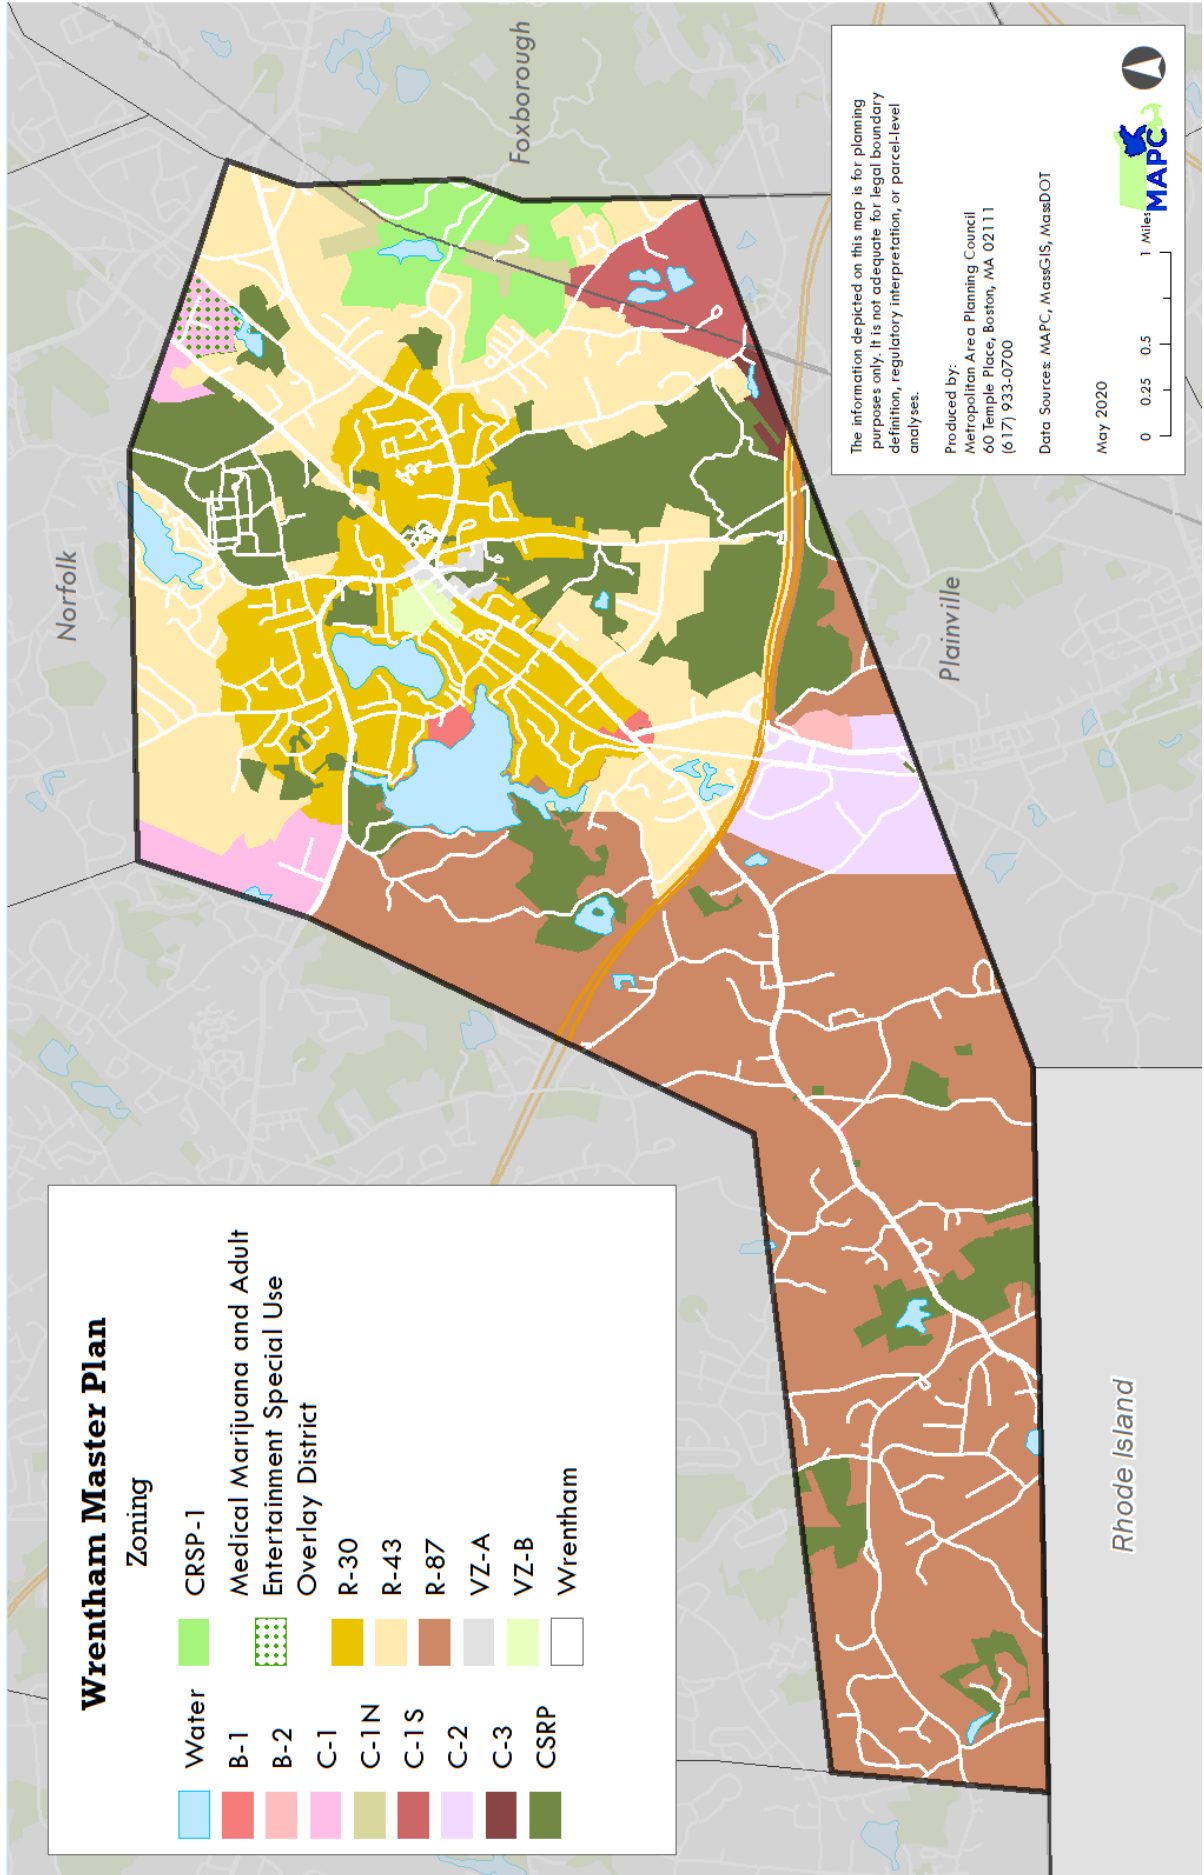 Wrentham Master Plan
Zoning
Water
B-1
B-2
C-1
C-1N
C-1S
C-2
C-3
CSRP
CRSP-1
Medical Marijuana and Adult
Entertainment Special Use
Overlay District
R-30
R-43
R-87
VZ-A
VZ-B
Wrentham
Norfolk
Foxborough
Plainville
Rhode Island
The information depicted on this map is for planning
purposes only. It is not adequate for legal boundary
definition, regulatory interpretation, or parcel-level
analyses.
Produced by:
Metropolitan Area Planning Council
60 Temple Place, Boston, MA 02111
(617) 933-0700
Data Sources: MAPC, MassGIS, MassDOT
May 2020
0 0.25 0.5 1 Miles
MAPC